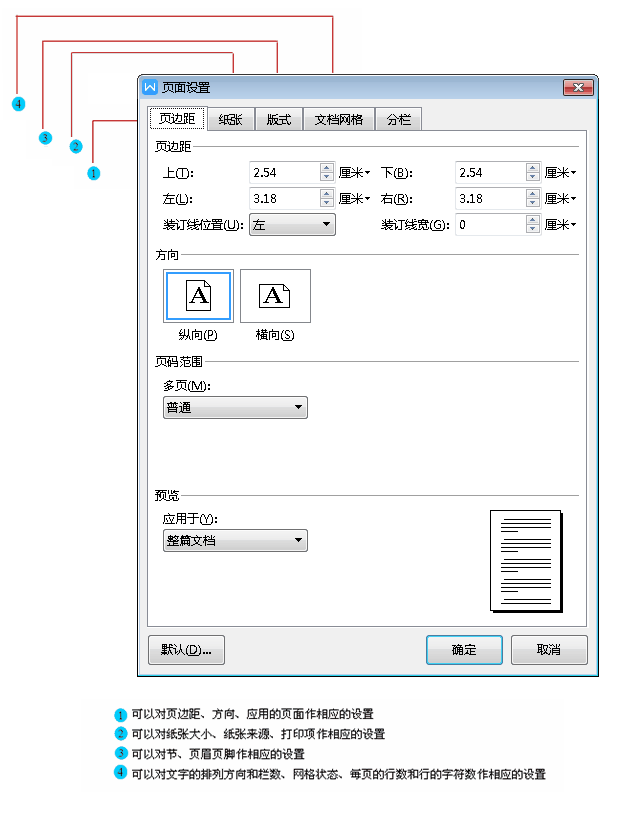 页面设置
页边距 纸张 版式 文档网格 分栏
4
3
2
1
页边距
上(T): 2.54 厘米 下(B): 2.54 厘米
左(L): 3.18 厘米 右(R): 3.18 厘米
装订线位置(U): 左 装订线宽(G): 0 厘米
方向
A A
纵向(P) 横向(S)
页码范围
多页(M):
普通
预览
应用于(Y):
整篇文档
默认(D)... 确定 取消
1 可以对页边距、方向、应用的页面作相应的设置
2 可以对纸张大小、纸张来源、打印项作相应的设置
3 可以对节、页眉页脚作相应的设置
4 可以对文字的排列方向和栏数、网格状态、每页的行数和行的字符数作相应的设置